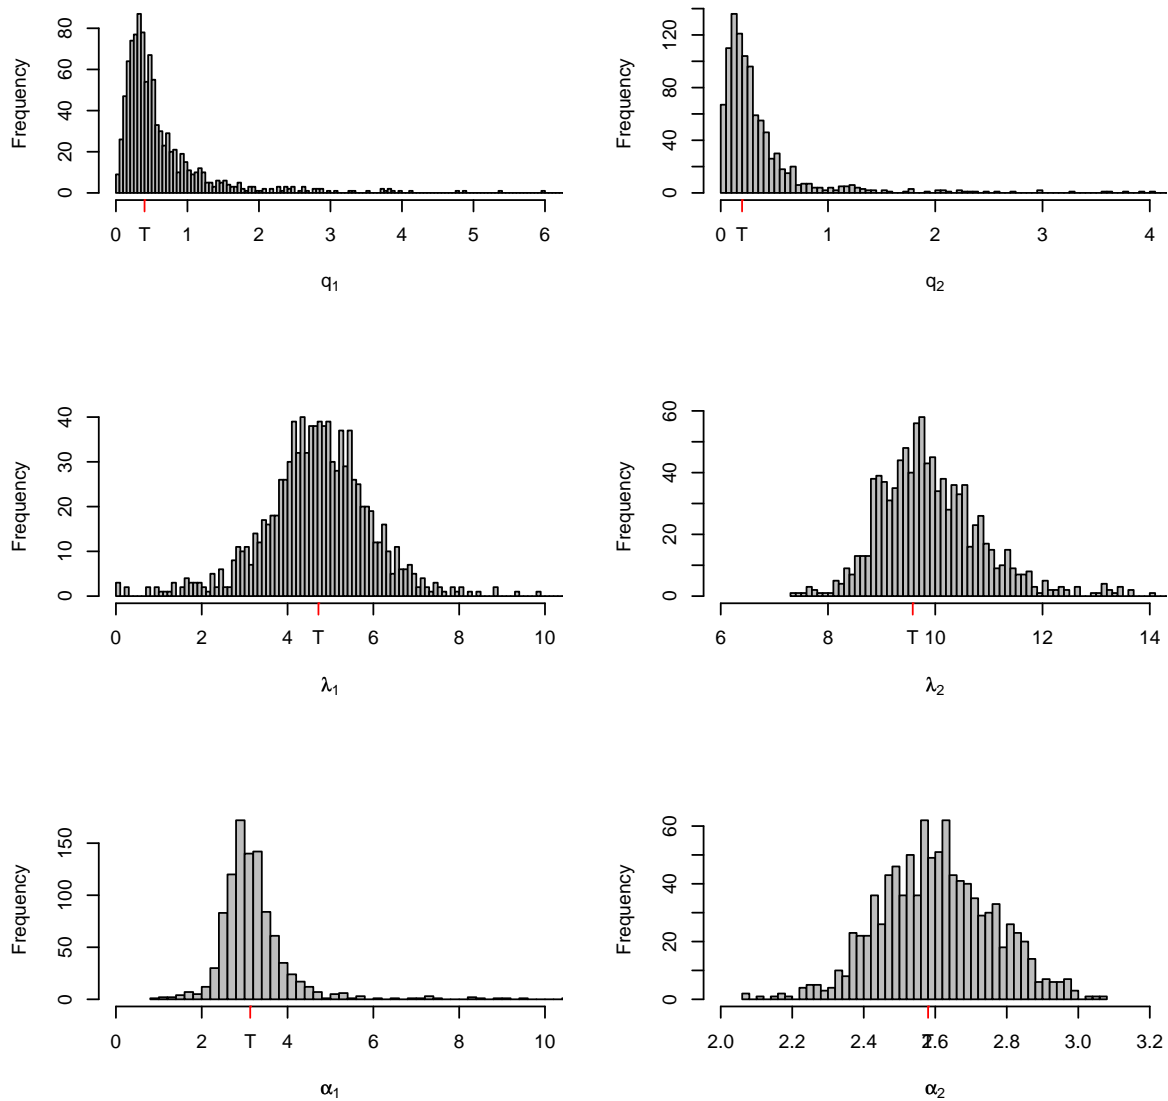 Frequency
0 20 40 60 80
0 T 1 2 3 4 5 6
q1
Frequency
0 40 80 120
0 T 1 2 3 4
q2
Frequency
0 10 20 30 40
0 2 4 T 6 8 10
λ1
Frequency
0 20 40 60
6 8 T 10 12 14
λ2
Frequency
0 50 100 150
0 2 T 4 6 8 10
α1
Frequency
0 20 40 60
2.0 2.2 2.4 T 2.6 2.8 3.0 3.2
α2